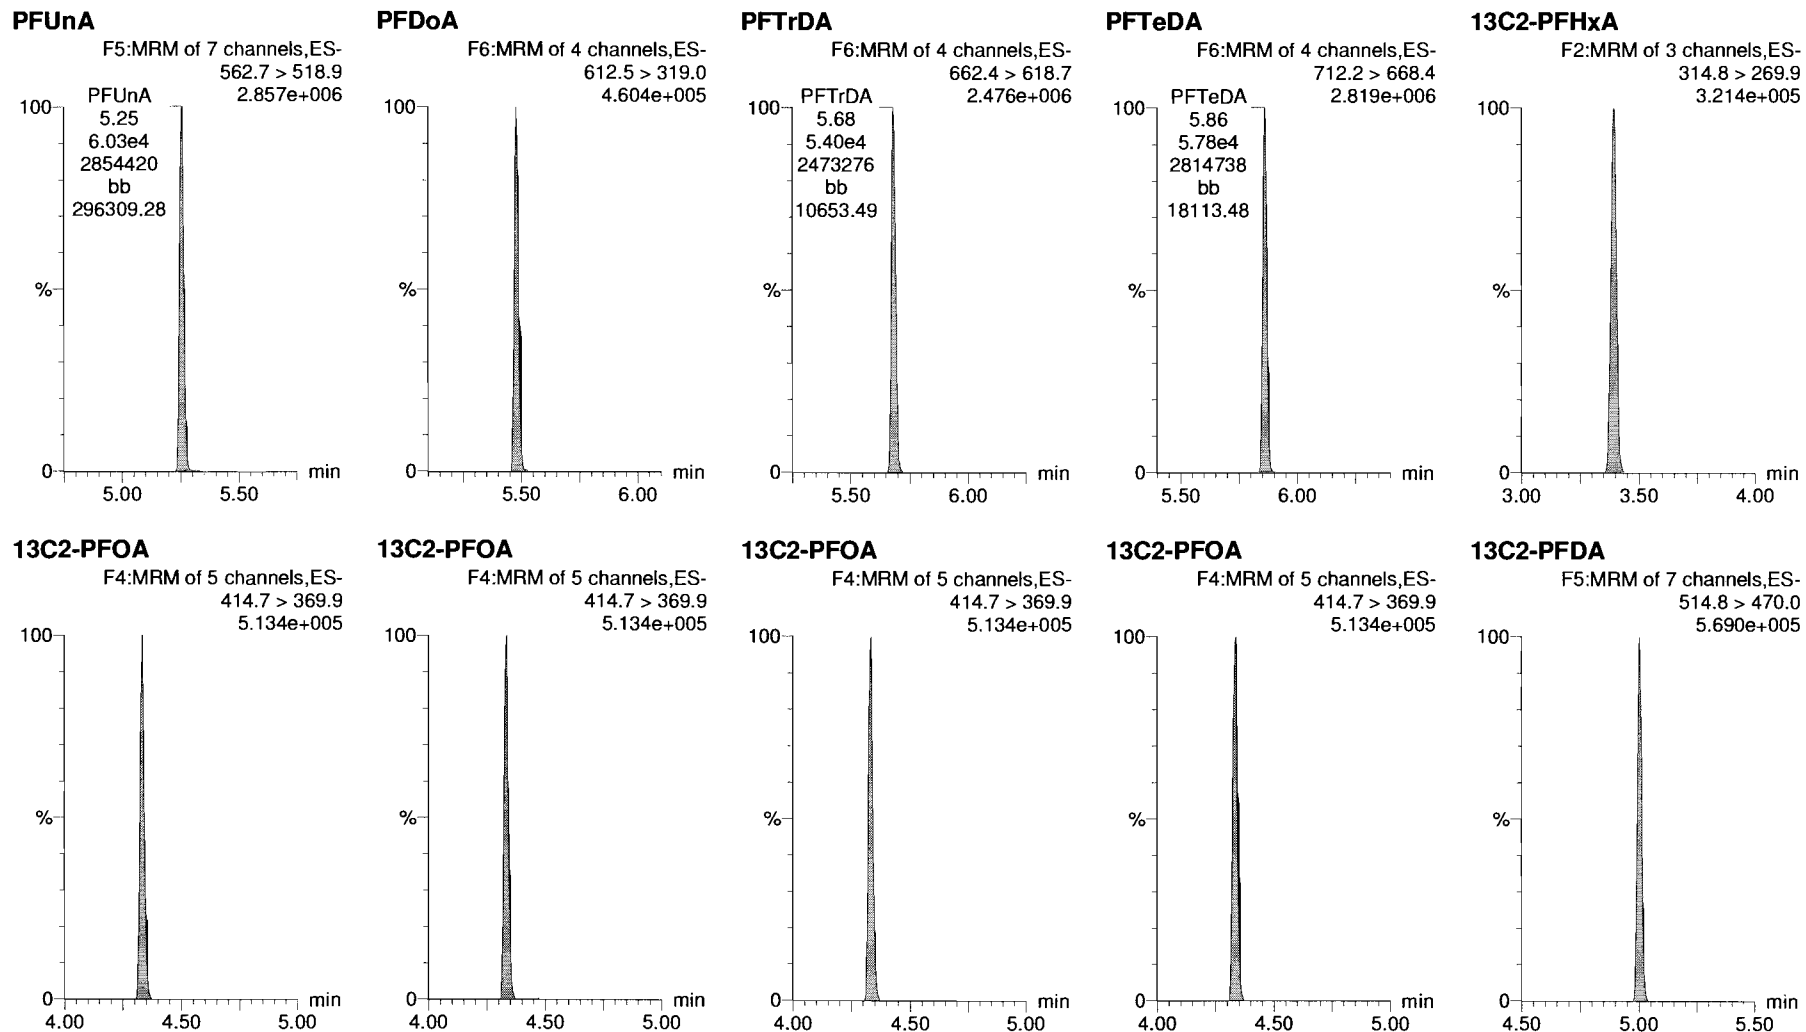 PFUnA
F5:MRM of 7 channels,ES-
562.7 > 518.9
2.857e+006
100
PFUnA
5.25
6.03e4
2854420
bb
296309.28
%
0
min
5.00 5.50
PFDoA
F6:MRM of 4 channels,ES-
612.5 > 319.0
4.604e+005
100
%
0
min
5.50 6.00
PFTrDA
F6:MRM of 4 channels,ES-
662.4 > 618.7
2.476e+006
100
PFTrDA
5.68
5.40e4
2473276
bb
10653.49
%
0
min
5.50 6.00
PFTeDA
F6:MRM of 4 channels,ES-
712.2 > 668.4
2.819e+006
100
PFTeDA
5.86
5.78e4
2814738
bb
18113.48
%
0
min
5.50 6.00
13C2-PFHxA
F2:MRM of 3 channels,ES-
314.8 > 269.9
3.214e+005
100
%
0
min
3.00 3.50 4.00
13C2-PFOA
F4:MRM of 5 channels,ES-
414.7 > 369.9
5.134e+005
100
%
0
min
4.00 4.50 5.00
13C2-PFOA
F4:MRM of 5 channels,ES-
414.7 > 369.9
5.134e+005
100
%
0
min
4.00 4.50 5.00
13C2-PFOA
F4:MRM of 5 channels,ES-
414.7 > 369.9
5.134e+005
100
%
0
min
4.00 4.50 5.00
13C2-PFOA
F4:MRM of 5 channels,ES-
414.7 > 369.9
5.134e+005
100
%
0
min
4.00 4.50 5.00
13C2-PFDA
F5:MRM of 7 channels,ES-
514.8 > 470.0
5.690e+005
100
%
0
min
4.50 5.00 5.50